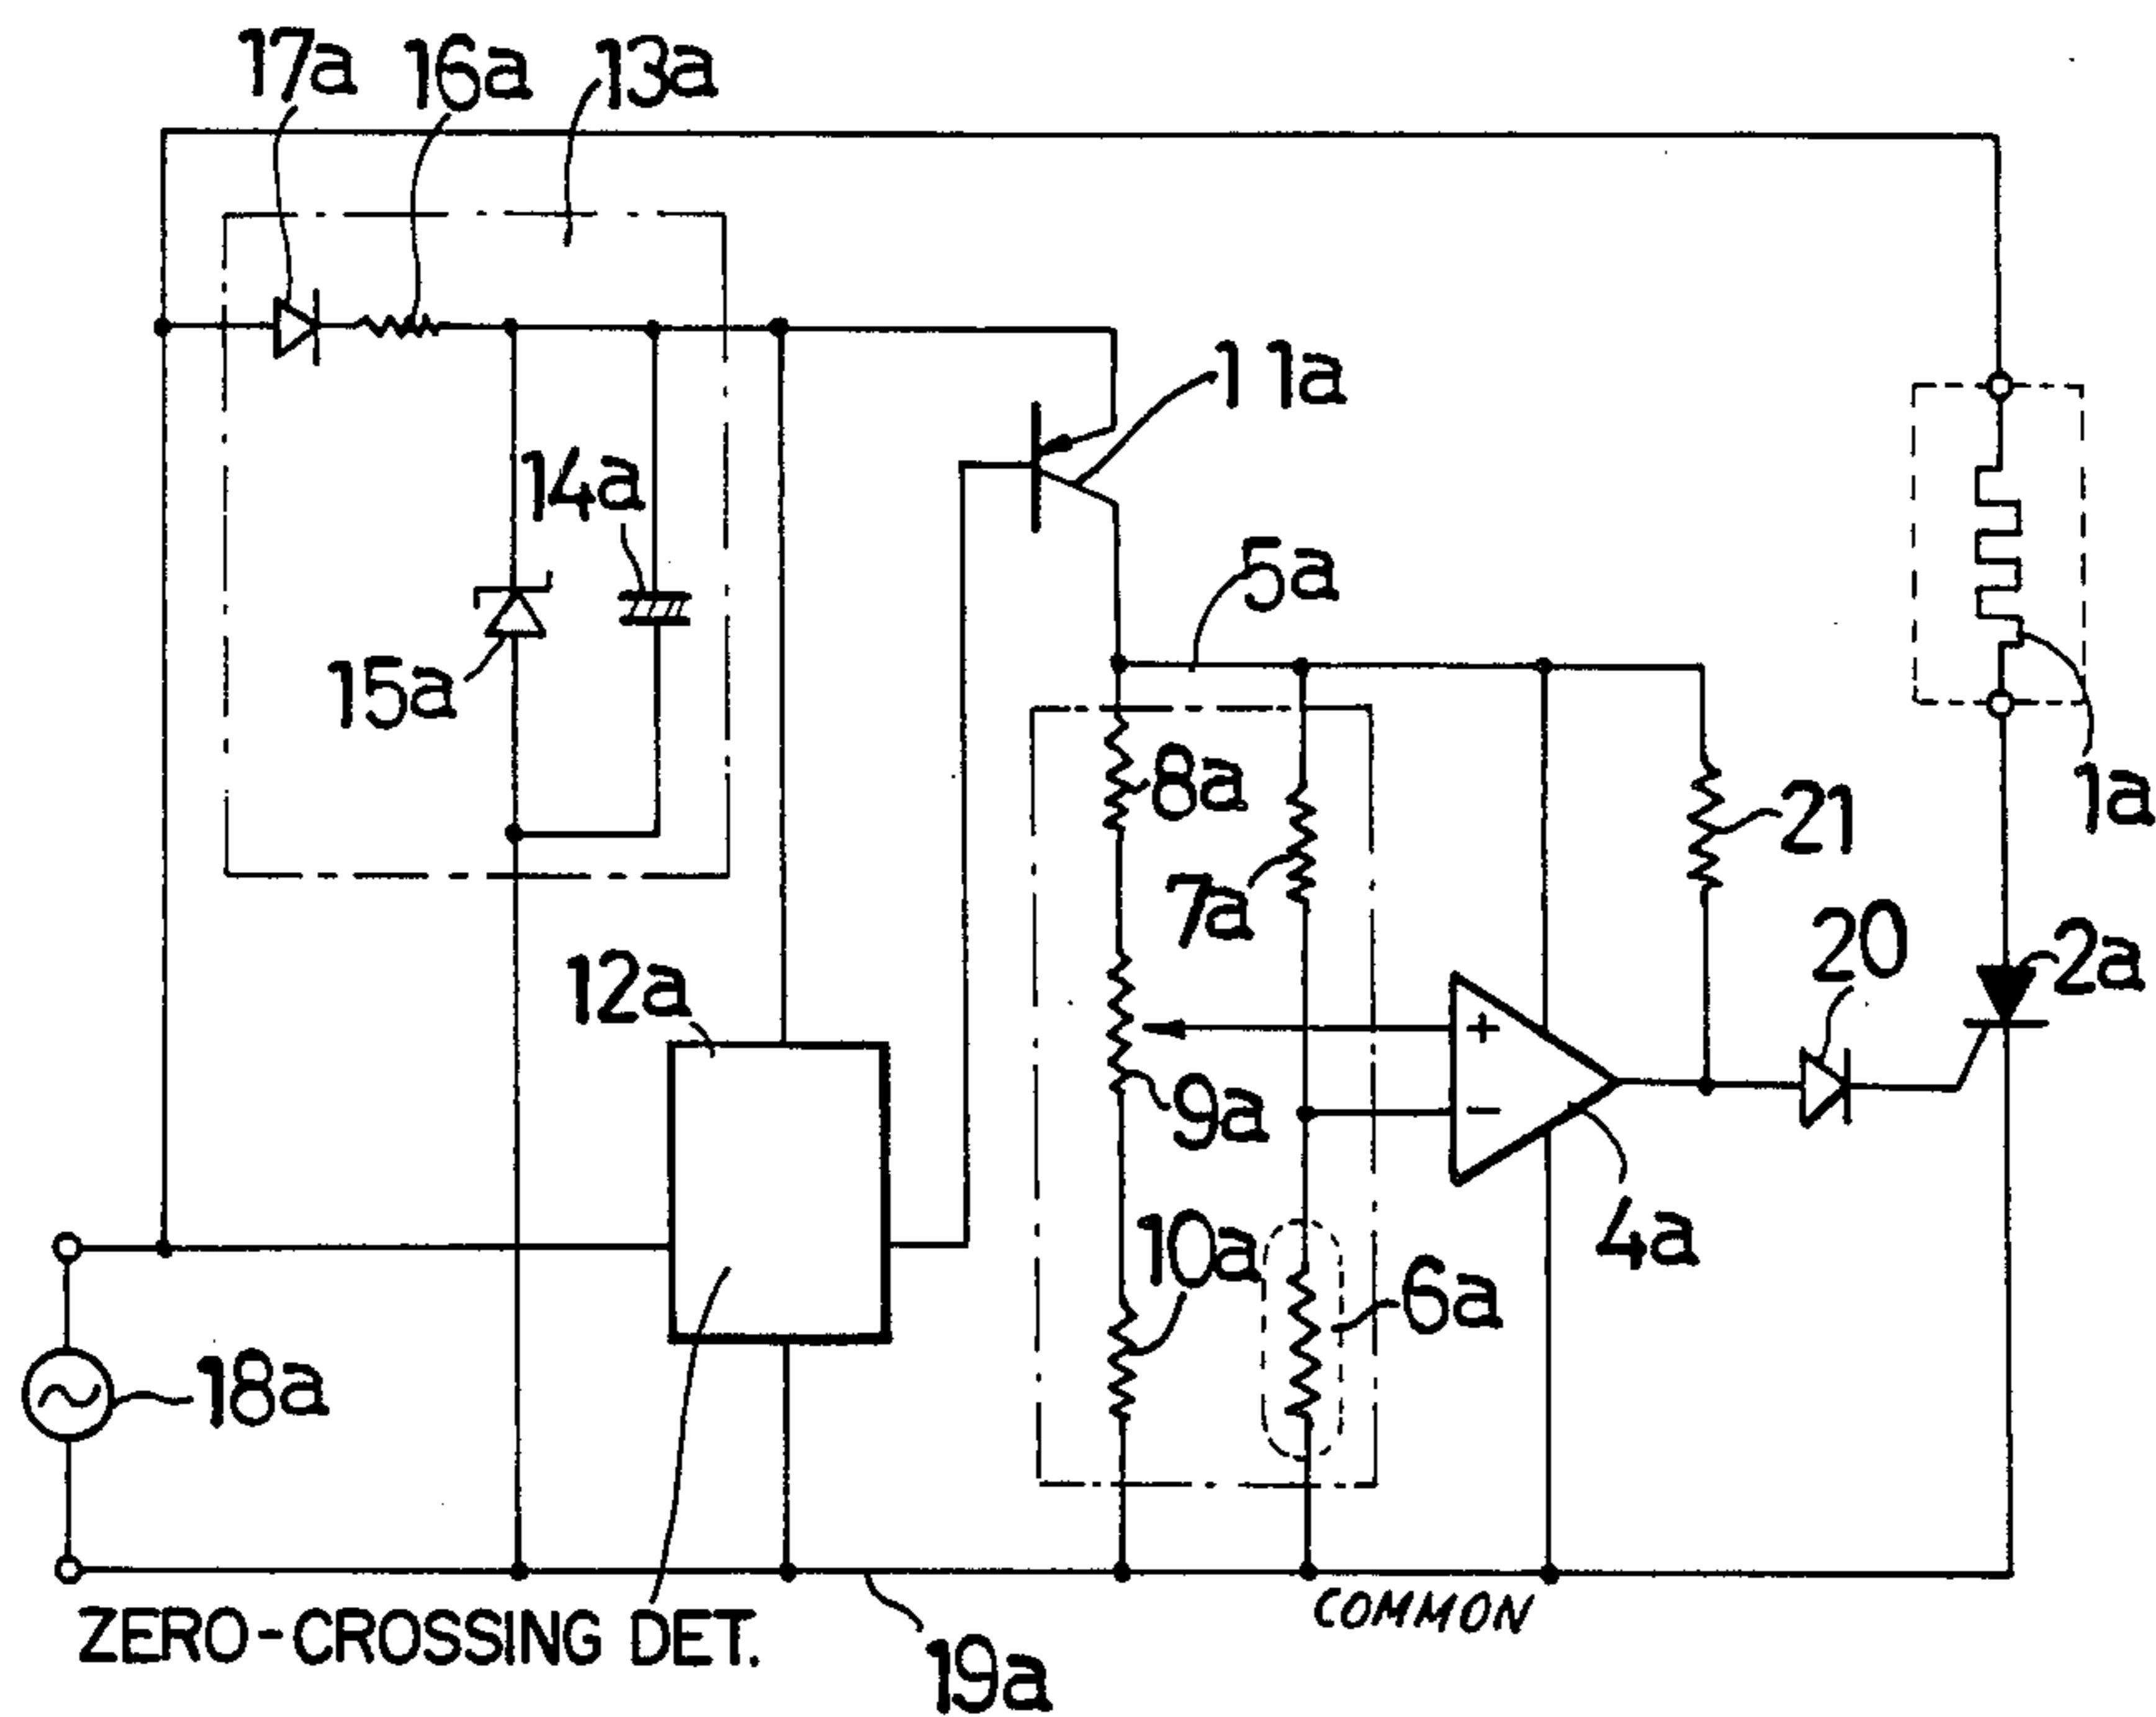 17a 16a 13a
11a
14a
5a
15a
8a
1a
21
7a
20
2a
12a
9a
4a
10a
6a
18a
COMMON
ZERO-CROSSING DET.
19a